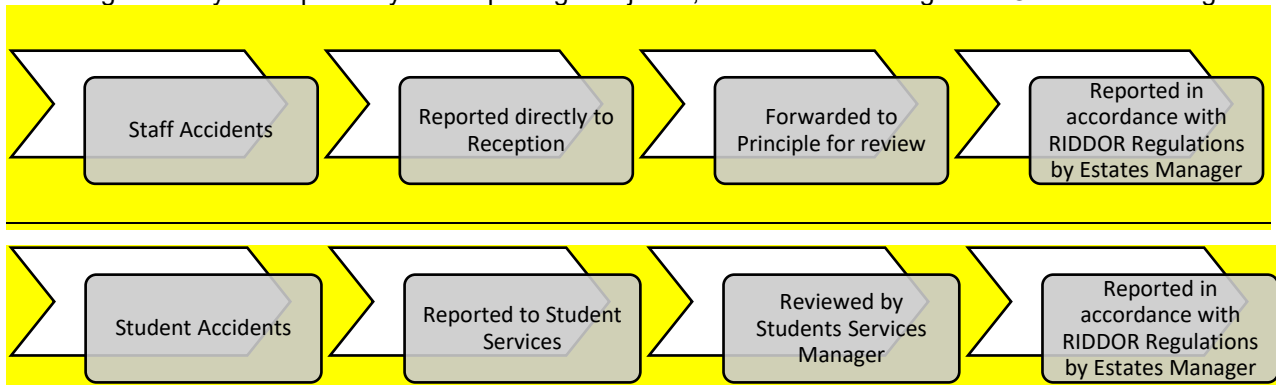 Staff Accidents
Reported directly to
Reception
Forwarded to
Principle for review
Reported in
accordance with
RIDDOR Regulations
by Estates Manager
Student Accidents
Reported to Student
Services
Reviewed by
Students Services
Manager
Reported in
accordance with
RIDDOR Regulations
by Estates Manager